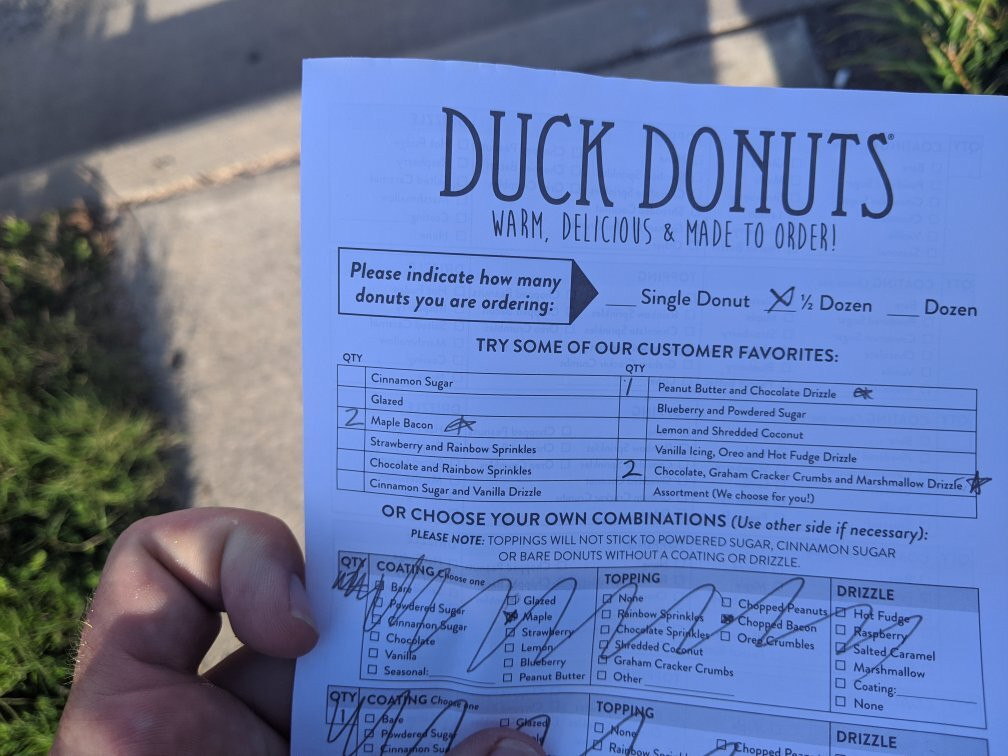 DUCK DONUTS®
WARM, DELICIOUS & MADE TO ORDER!
Please indicate how many
donuts you are ordering:
___ Single Donut X ½ Dozen ___ Dozen
TRY SOME OF OUR CUSTOMER FAVORITES:
QTY
Cinnamon Sugar
Glazed
2 Maple Bacon
Strawberry and Rainbow Sprinkles
Chocolate and Rainbow Sprinkles
Cinnamon Sugar and Vanilla Drizzle
QTY
1 Peanut Butter and Chocolate Drizzle
Blueberry and Powdered Sugar
Lemon and Shredded Coconut
Vanilla Icing, Oreo and Hot Fudge Drizzle
2 Chocolate, Graham Cracker Crumbs and Marshmallow Drizzle
Assortment (We choose for you!)
OR CHOOSE YOUR OWN COMBINATIONS (Use other side if necessary):
PLEASE NOTE: TOPPINGS WILL NOT STICK TO POWDERED SUGAR, CINNAMON SUGAR
OR BARE DONUTS WITHOUT A COATING OR DRIZZLE.
QTY
COATING Choose one
Bare
Powdered Sugar
Cinnamon Sugar
Chocolate
Vanilla
Seasonal:
Glazed
Maple
Strawberry
Lemon
Blueberry
Peanut Butter
TOPPING
None
Rainbow Sprinkles
Chocolate Sprinkles
Shredded Coconut
Graham Cracker Crumbs
Other
Chopped Peanuts
Chopped Bacon
Oreo Crumbles
DRIZZLE
Hot Fudge
Raspberry
Salted Caramel
Marshmallow
Coating:
None
QTY
1
COATING Choose one
Bare
Powdered Sugar
Cinnamon Sugar
Glazed
TOPPING
None
Rainbow Sprinkles
Chopped Peanuts
DRIZZLE